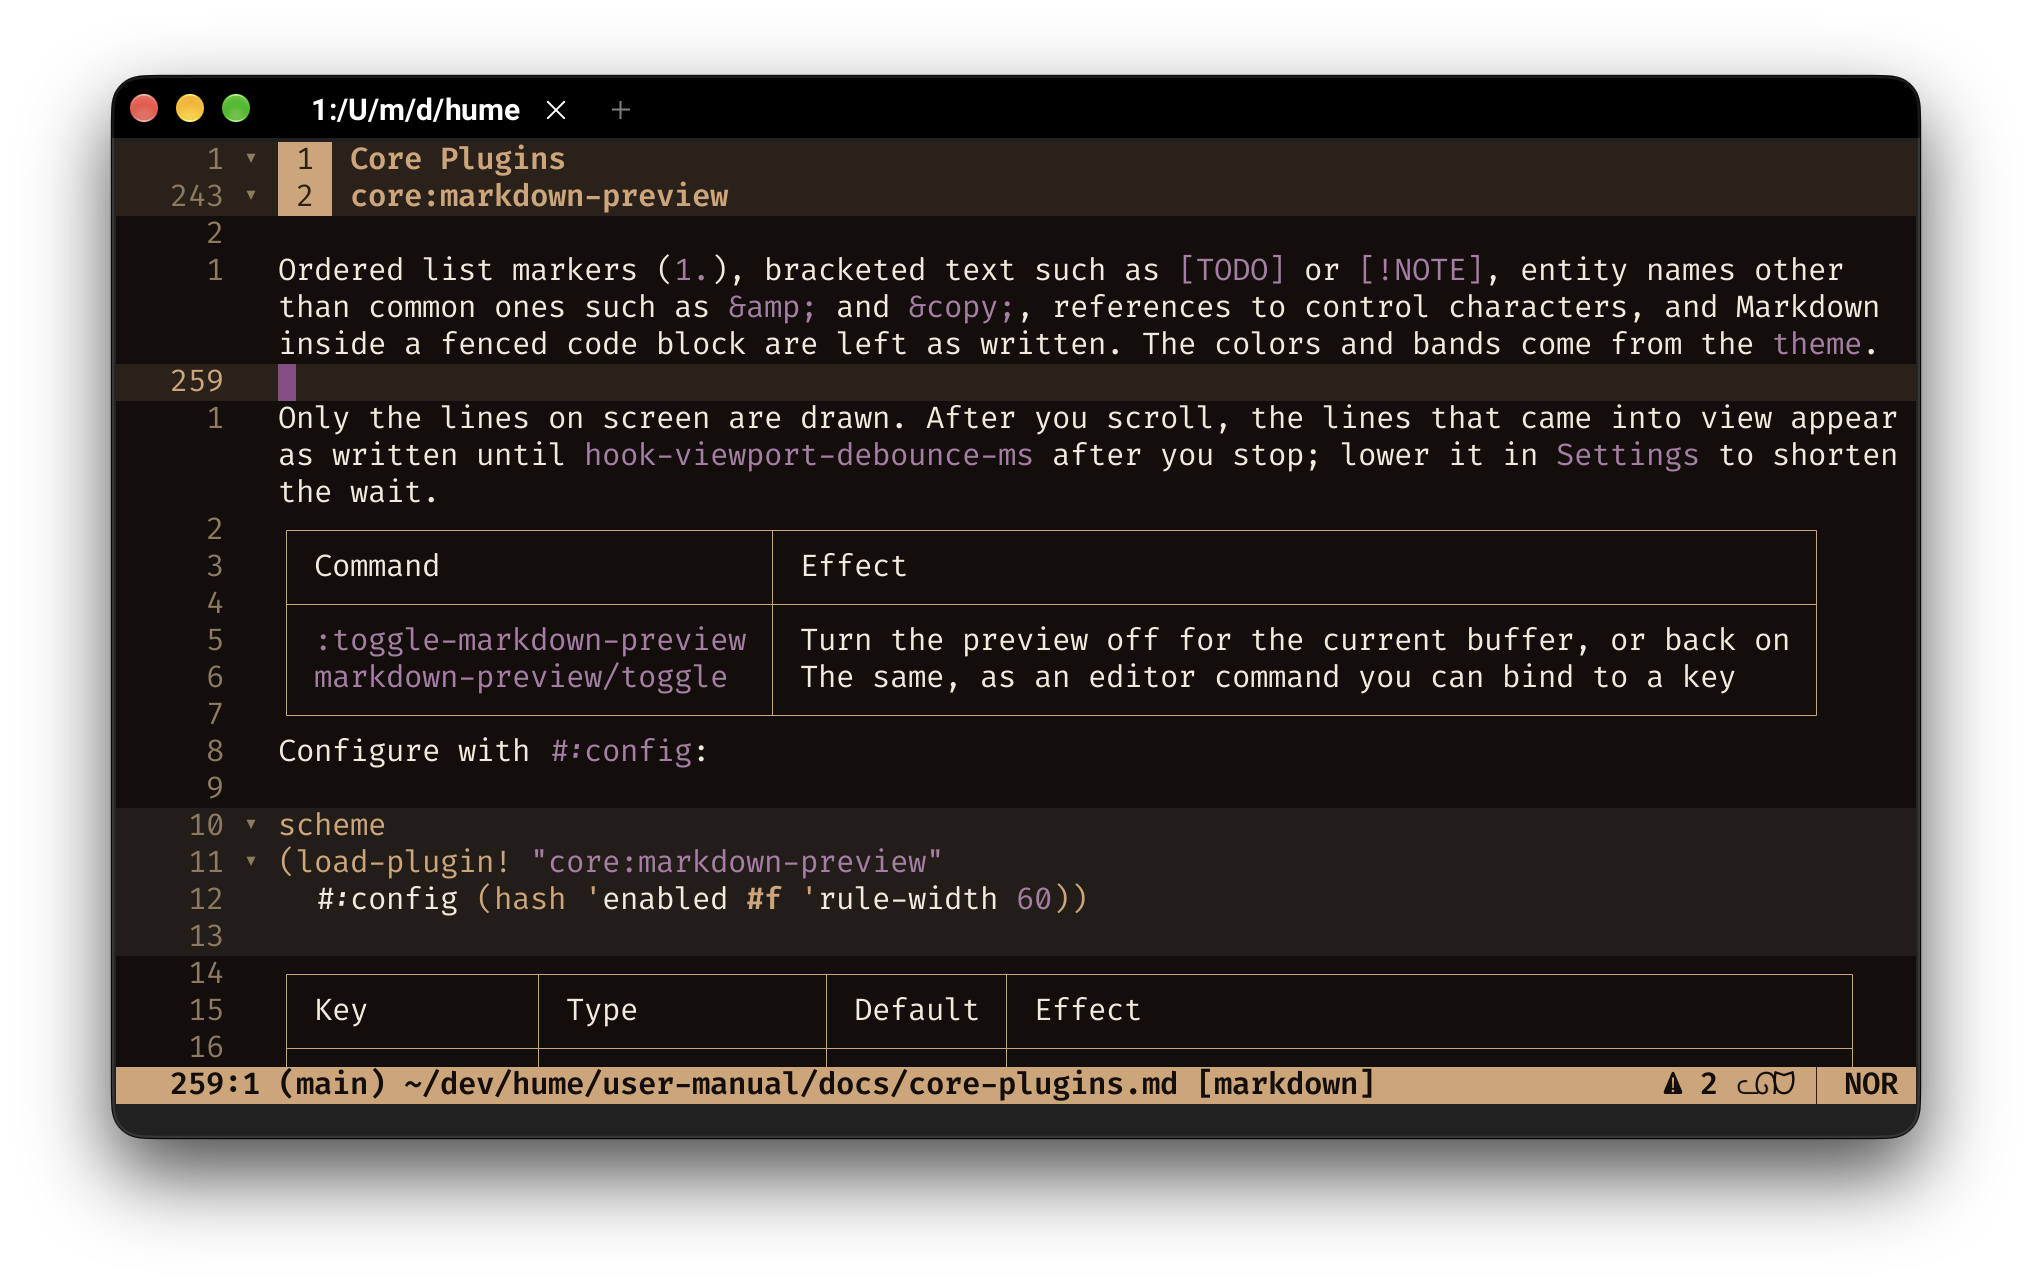 1:/U/m/d/hume × +
1 ▾ 1 Core Plugins
243 ▾ 2 core:markdown-preview
2
1 Ordered list markers (1.), bracketed text such as [TODO] or [!NOTE], entity names other
than common ones such as &amp; and &copy;, references to control characters, and Markdown
inside a fenced code block are left as written. The colors and bands come from the theme.
259
1 Only the lines on screen are drawn. After you scroll, the lines that came into view appear
as written until hook-viewport-debounce-ms after you stop; lower it in Settings to shorten
the wait.
2
3 Command Effect
4
5 :toggle-markdown-preview Turn the preview off for the current buffer, or back on
6 markdown-preview/toggle The same, as an editor command you can bind to a key
7
8 Configure with #:config:
9
10 ▾ scheme
11 ▾ (load-plugin! "core:markdown-preview"
12 #:config (hash 'enabled #f 'rule-width 60))
13
14
15 Key Type Default Effect
16
259:1 (main) ~/dev/hume/user-manual/docs/core-plugins.md [markdown] ▲ 2 NOR